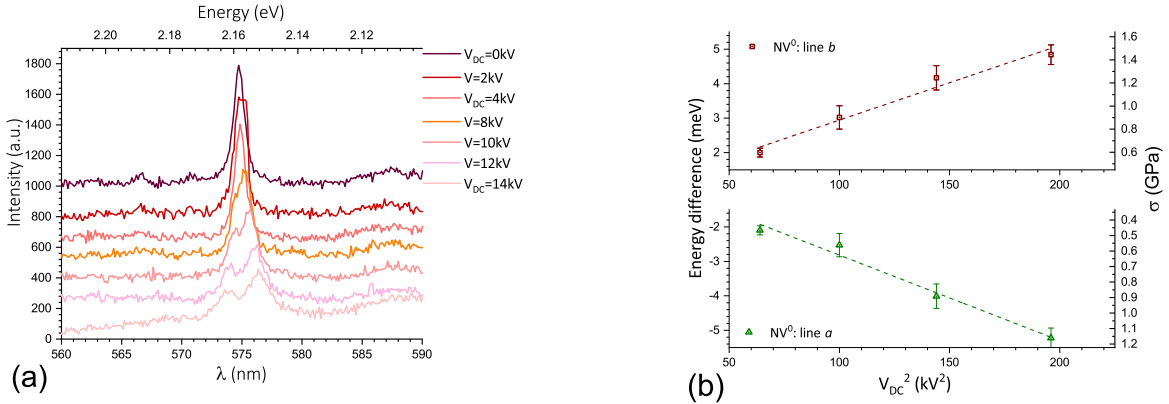 Energy (eV)
2.20 2.18 2.16 2.14 2.12
1800
1600
1400
1200
1000
800
600
400
200
0
Intensity (a.u.)
560 565 570 575 580 585 590
λ (nm)
V_DC=0kV
V=2kV
V_DC=4kV
V=8kV
V=10kV
V=12kV
V_DC=14kV
(a)
NV⁰: line b
5
4
3
2
50 100 150 200
1.6
1.4
1.2
1.0
0.8
0.6
Energy difference (meV)
σ (GPa)
-2
-3
-4
-5
0.4
0.5
0.6
0.7
0.8
0.9
1.0
1.1
1.2
NV⁰: line a
50 100 150 200
V_DC² (kV²)
(b)